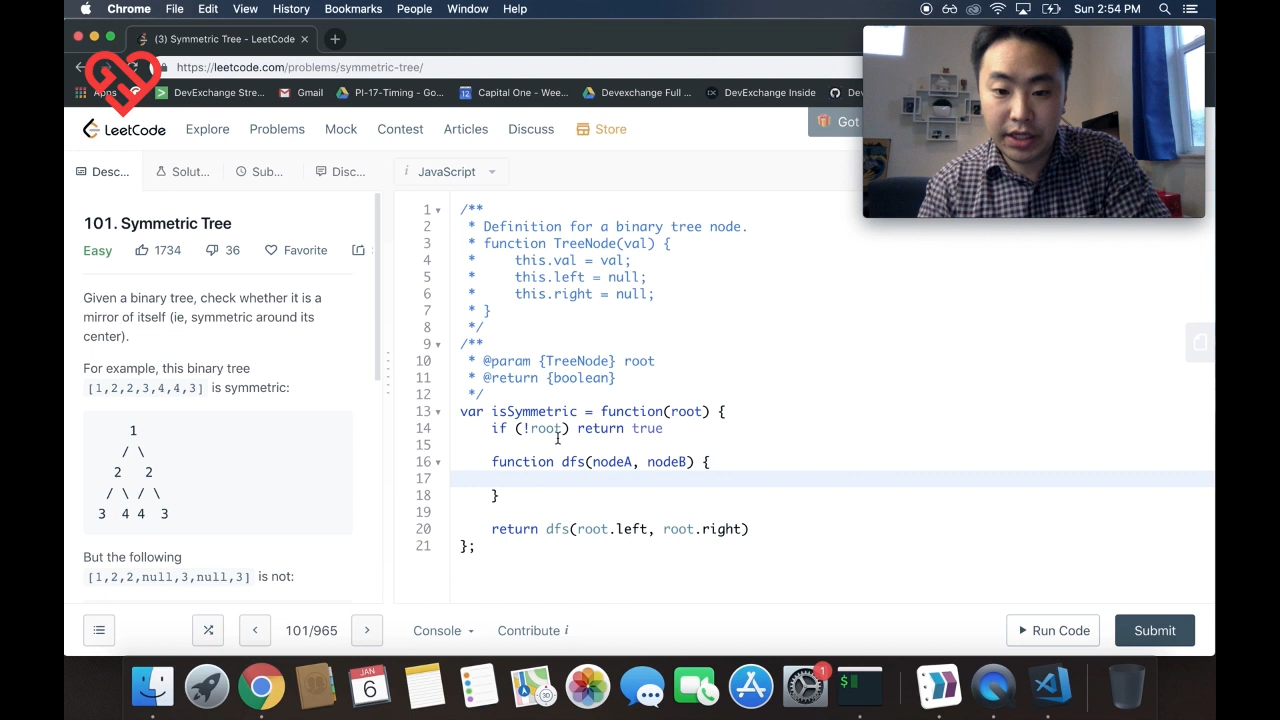 Chrome File Edit View History Bookmarks People Window Help Sun 2:54 PM
(3) Symmetric Tree - LeetCode
https://leetcode.com/problems/symmetric-tree/
Apps DevExchange Stre... Gmail PI-17-Timing - Go... Capital One - Wee... Devexchange Full ... DevExchange Inside Dev
LeetCode Explore Problems Mock Contest Articles Discuss Store Got
Desc... Solut... Sub... Disc... i JavaScript
101. Symmetric Tree
Easy 1734 36 Favorite
Given a binary tree, check whether it is a
mirror of itself (ie, symmetric around its
center).
For example, this binary tree
[1,2,2,3,4,4,3] is symmetric:
1
/ \
2 2
/ \ / \
3 4 4 3
But the following
[1,2,2,null,3,null,3] is not:
1 /**
2 * Definition for a binary tree node.
3 * function TreeNode(val) {
4 *     this.val = val;
5 *     this.left = null;
6 *     this.right = null;
7 * }
8 */
9 /**
10 * @param {TreeNode} root
11 * @return {boolean}
12 */
13 var isSymmetric = function(root) {
14     if (!root) return true
15
16     function dfs(nodeA, nodeB) {
17
18     }
19
20     return dfs(root.left, root.right)
21 };
101/965 Console Contribute i Run Code Submit
JAN
6
30
1
$